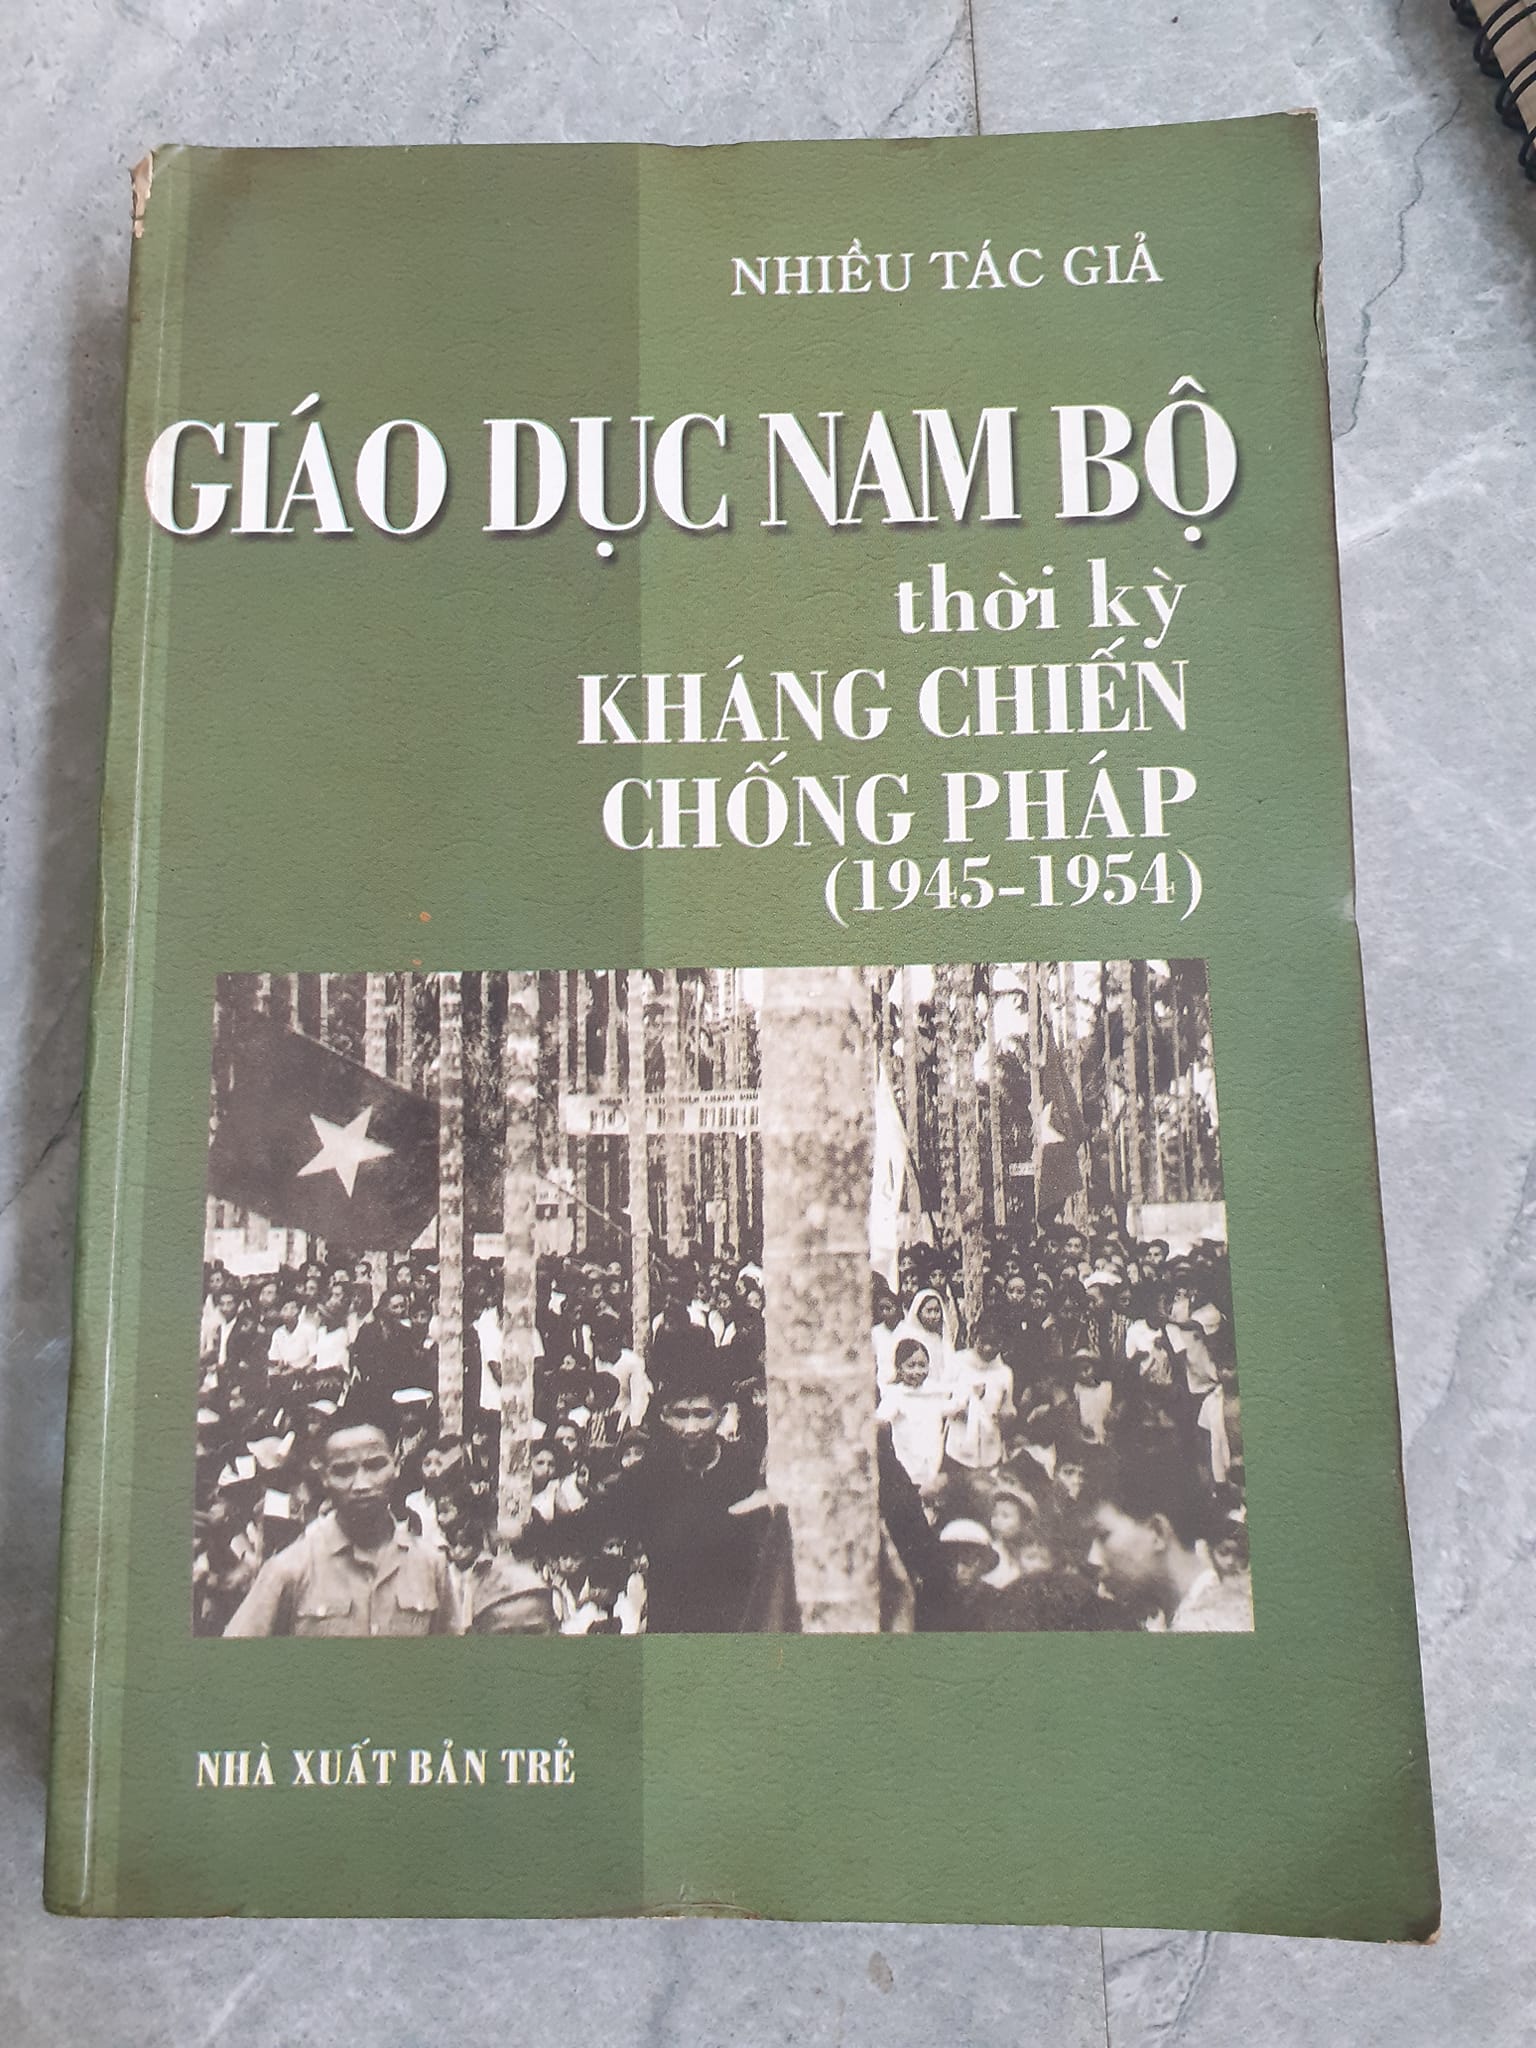 NHIỀU TÁC GIẢ
GIÁO DỤC NAM BỘ
thời kỳ
KHÁNG CHIẾN
CHỐNG PHÁP
(1945-1954)
NHÀ XUẤT BẢN TRẺ